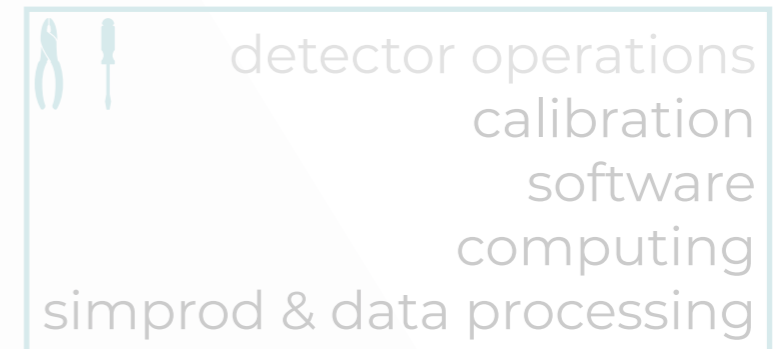 detector operations
calibration
software
computing
simprod & data processing